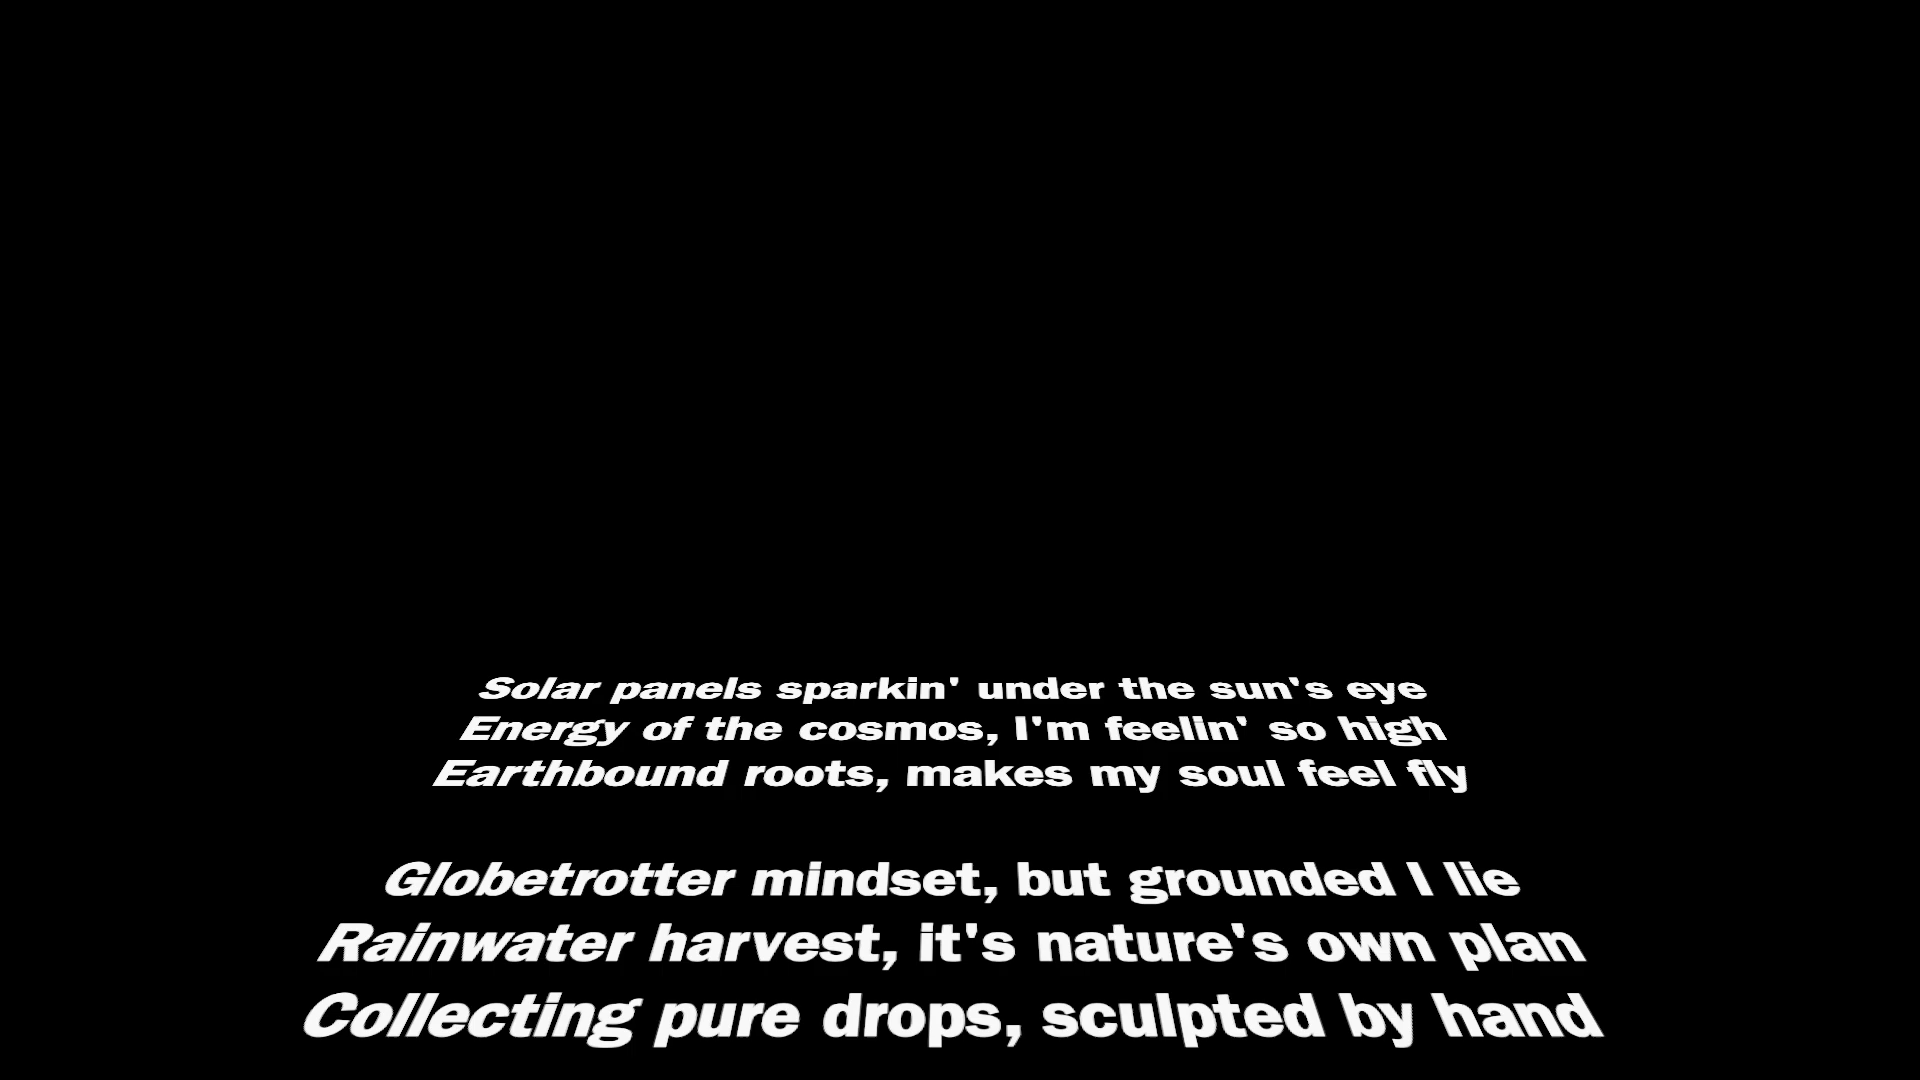 Solar panels sparkin' under the sun's eye
Energy of the cosmos, I'm feelin' so high
Earthbound roots, makes my soul feel fly
Globetrotter mindset, but grounded I lie
Rainwater harvest, it's nature's own plan
Collecting pure drops, sculpted by hand